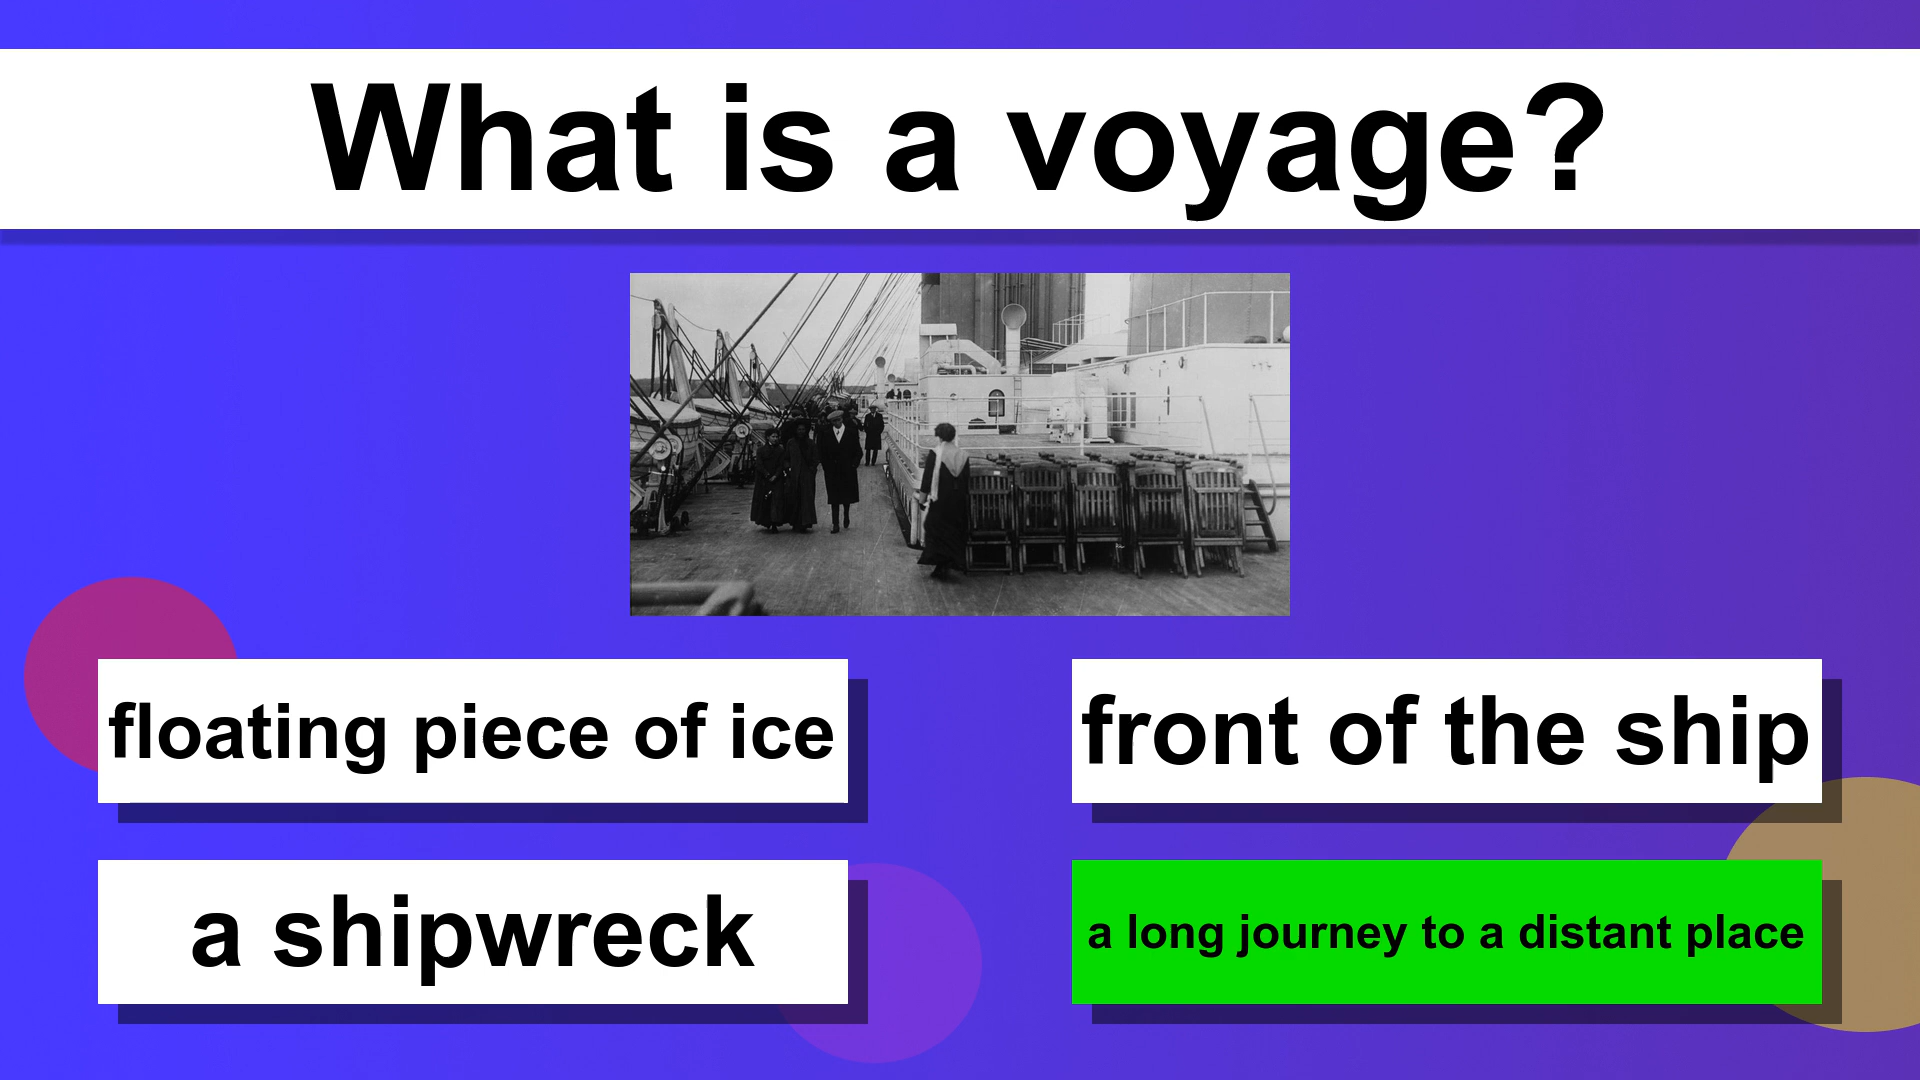 What is a voyage?
floating piece of ice
front of the ship
a shipwreck
a long journey to a distant place